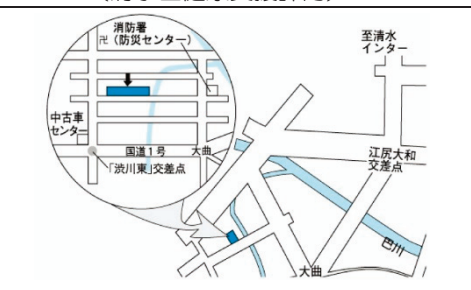 消防署
卍（防災センター）
至清水
インター
中古車
センター
国道1号
大曲
「渋川東」交差点
江尻大和
交差点
巴川
大曲